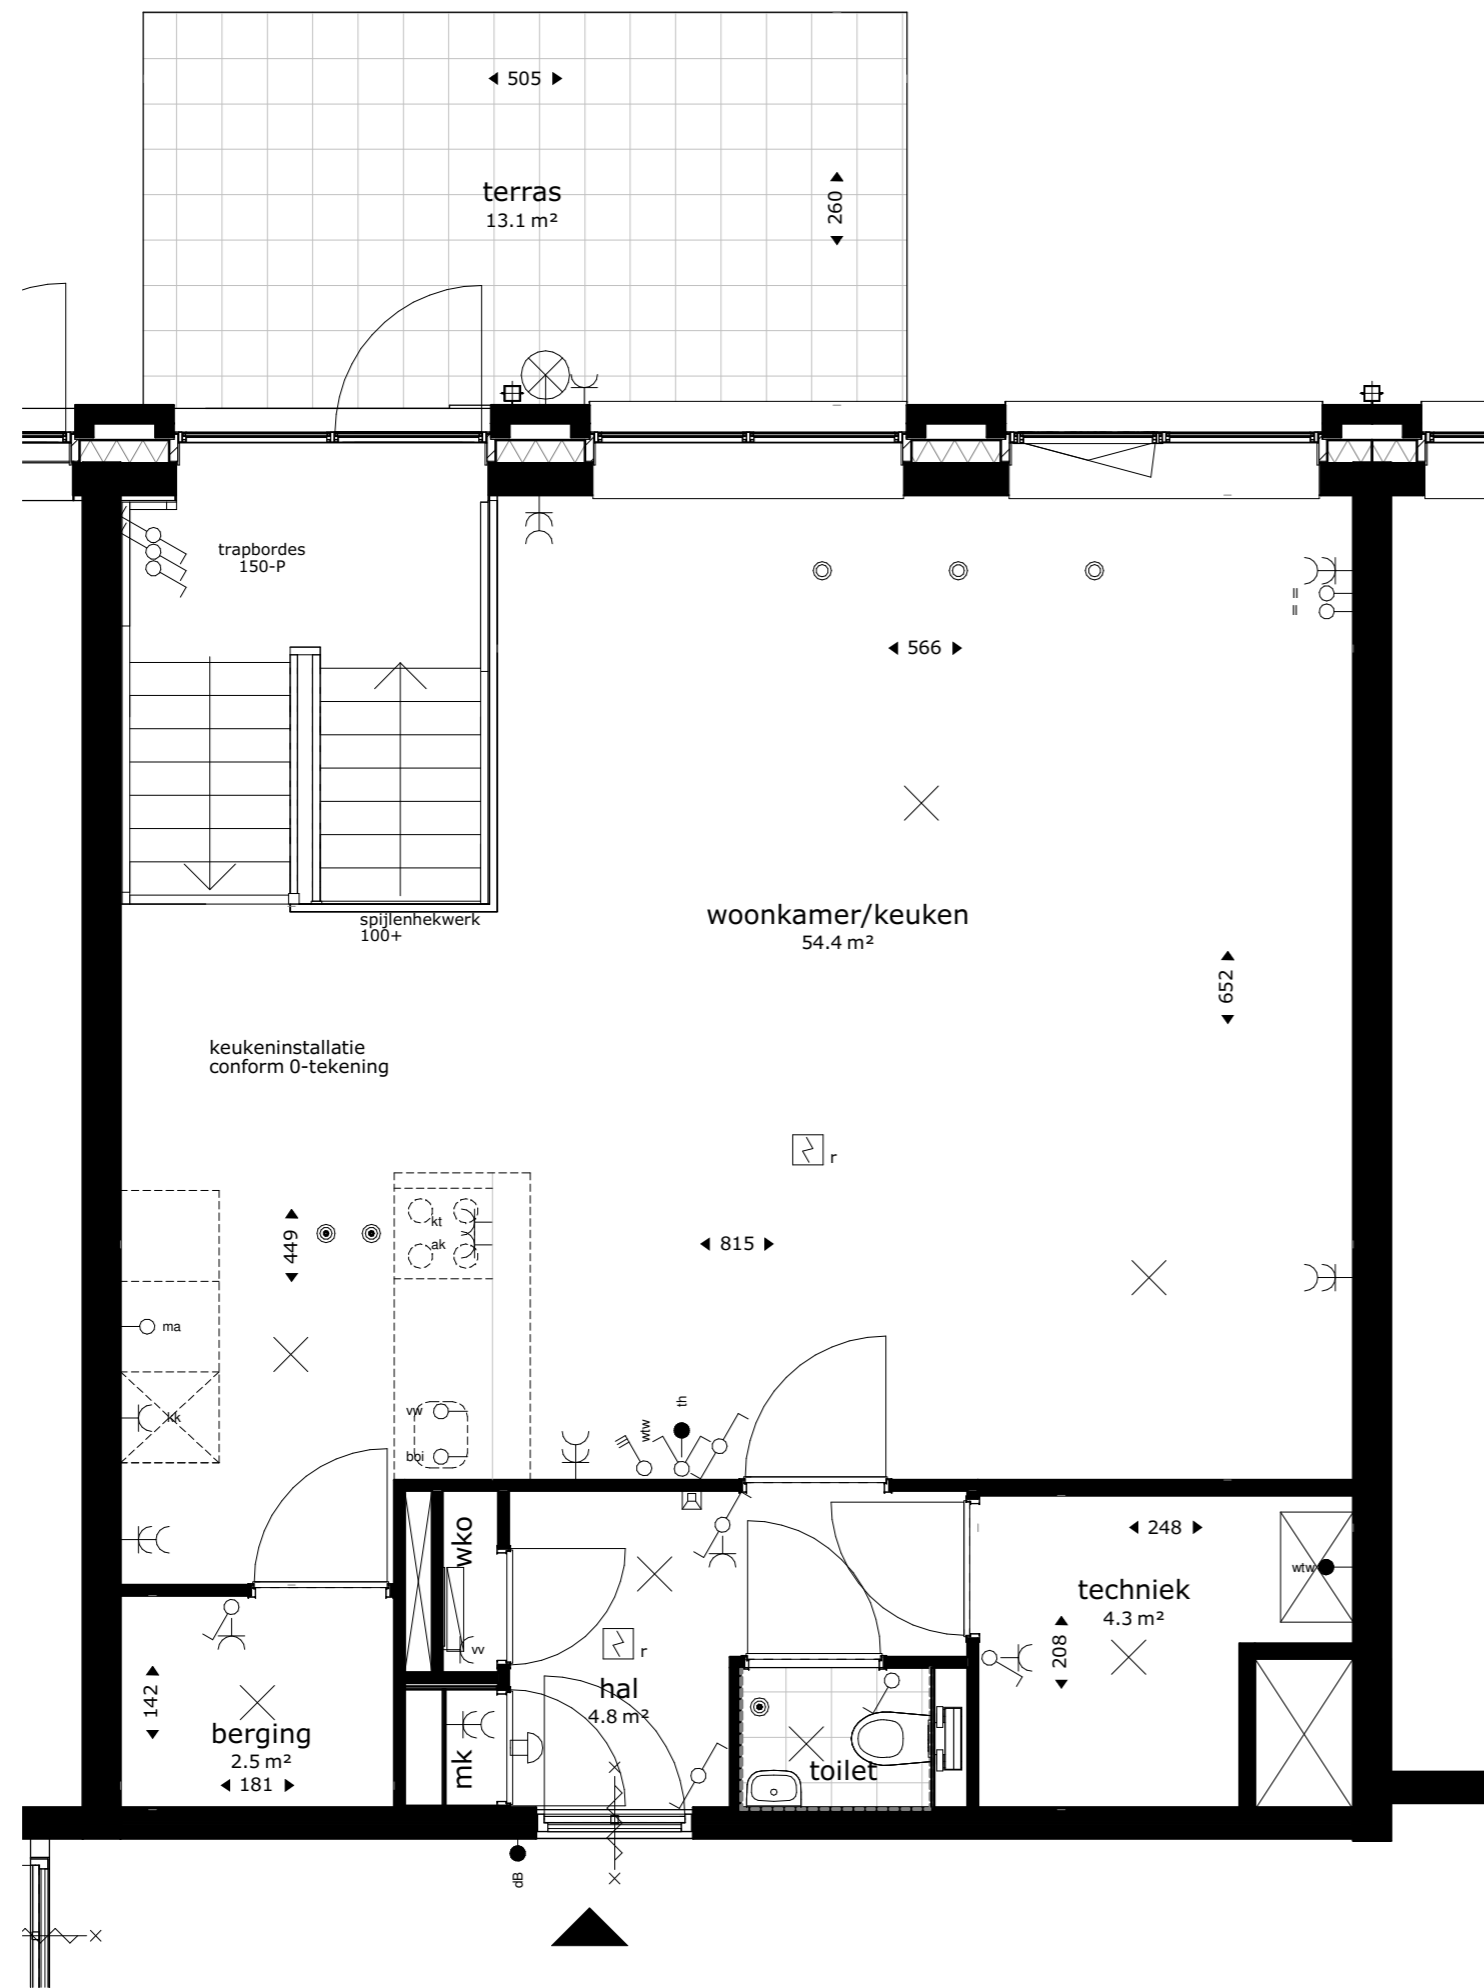 505
terras
13.1 m²
260
trapbordes
150-P
566
spijlenhekwerk
100+
woonkamer/keuken
54.4 m²
652
keukeninstallatie
conform 0-tekening
r
449
kt
ak
815
ma
kk
vw
boi
wtw
th
wko
vv
248
wtw
techniek
4.3 m²
208
r
hal
4.8 m²
142
berging
2.5 m²
181
mk
toilet
dB